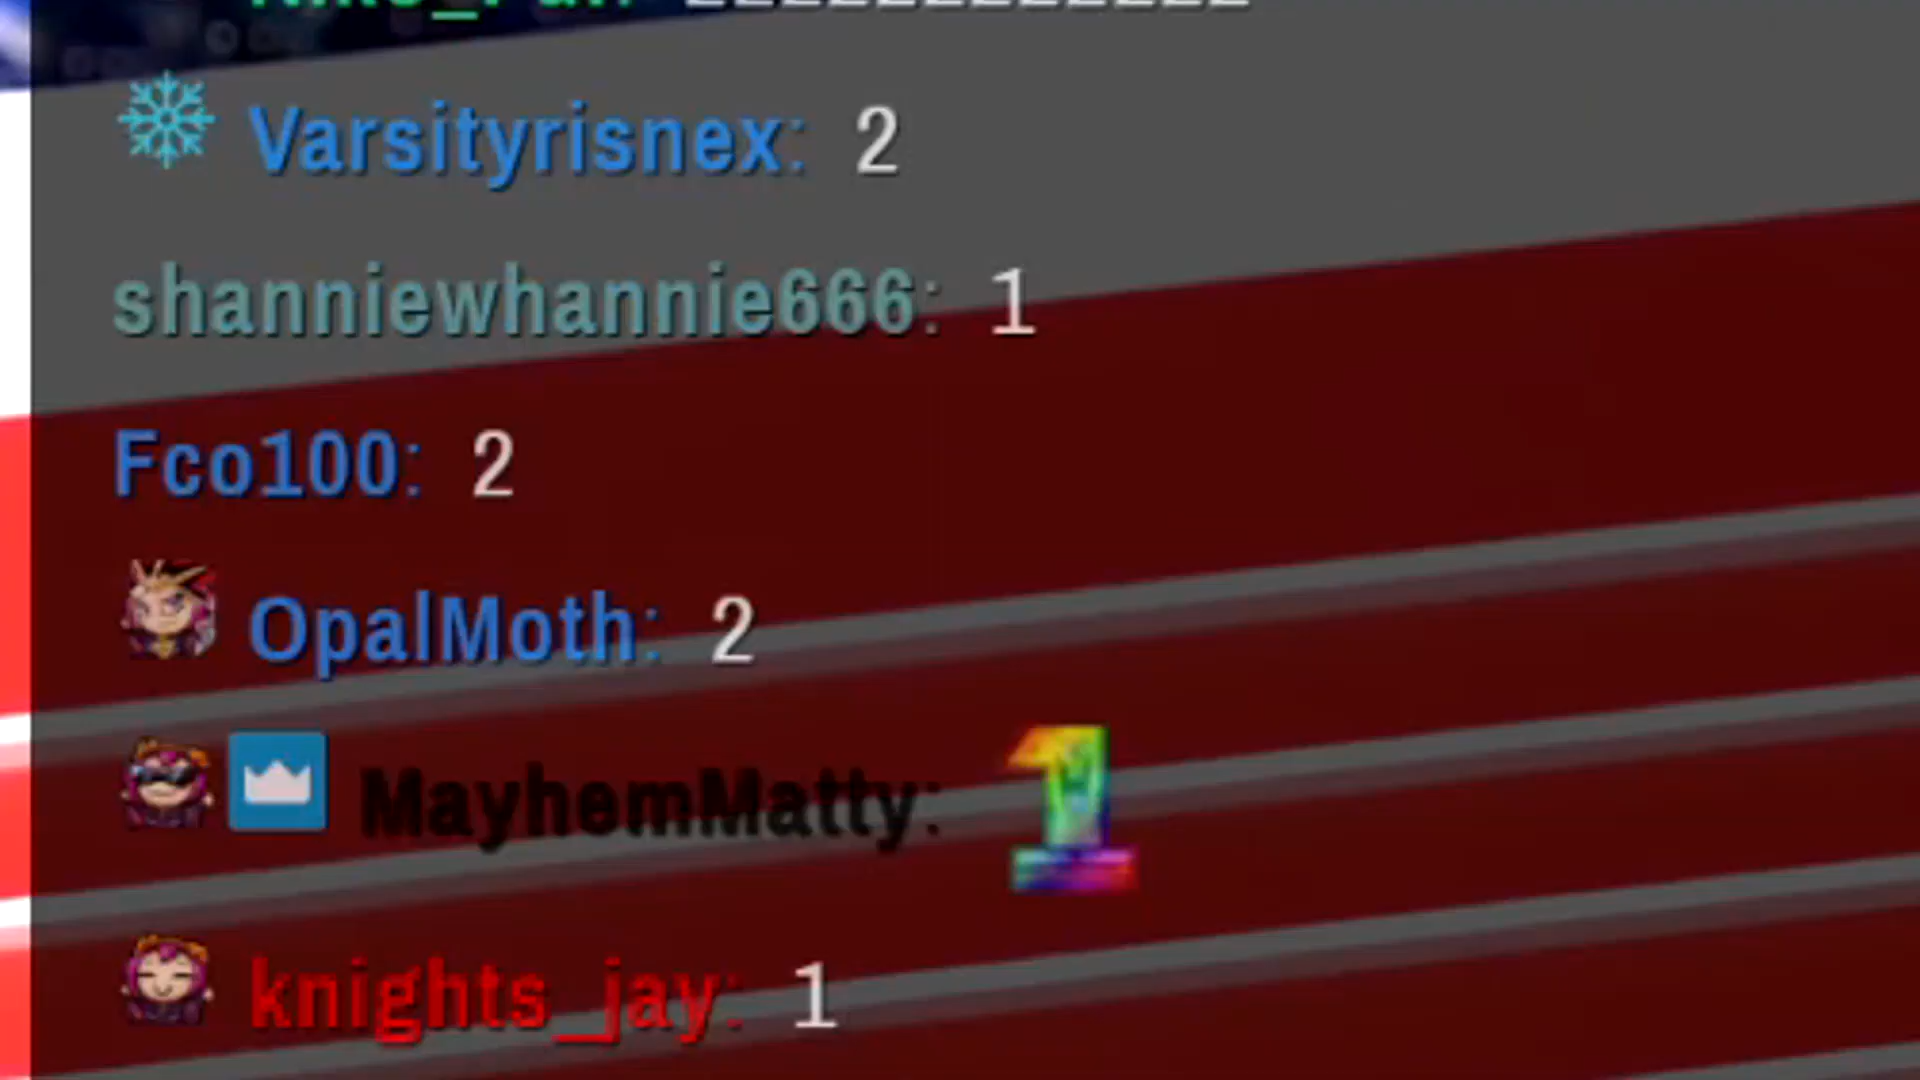 Varsityrisnex: 2
shanniewhannie666: 1
Fco100: 2
OpalMoth: 2
MayhemMatty: 1
knights_jay: 1